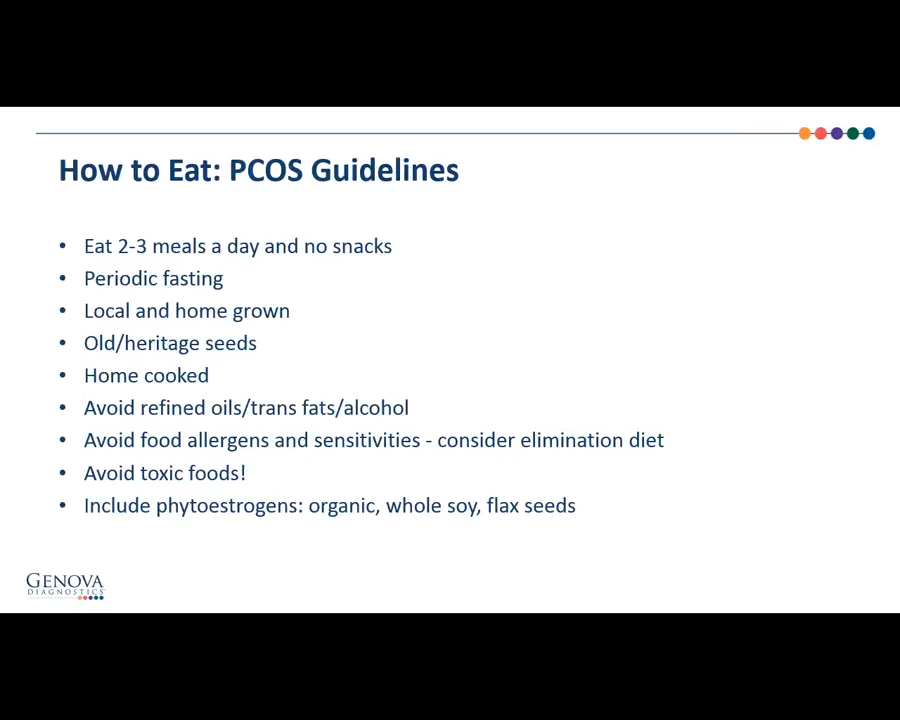 How to Eat: PCOS Guidelines
• Eat 2-3 meals a day and no snacks
• Periodic fasting
• Local and home grown
• Old/heritage seeds
• Home cooked
• Avoid refined oils/trans fats/alcohol
• Avoid food allergens and sensitivities - consider elimination diet
• Avoid toxic foods!
• Include phytoestrogens: organic, whole soy, flax seeds
GENOVA
DIAGNOSTICS